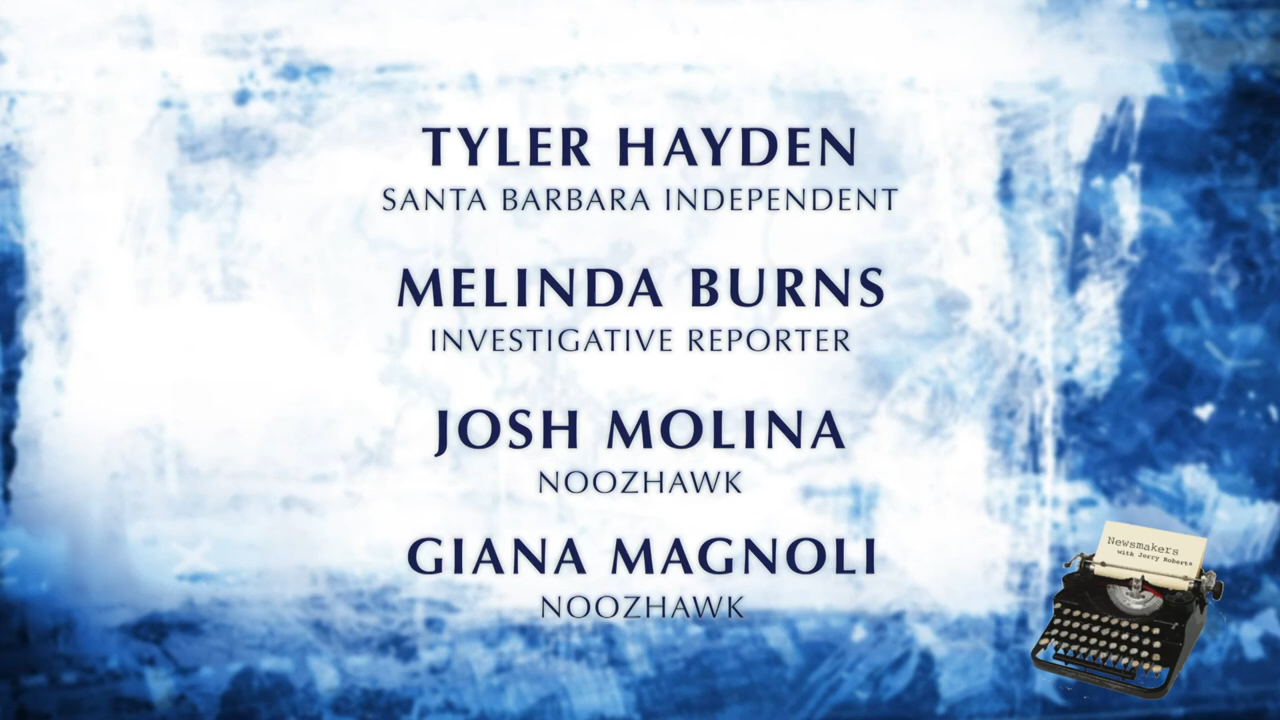 TYLER HAYDEN
SANTA BARBARA INDEPENDENT
MELINDA BURNS
INVESTIGATIVE REPORTER
JOSH MOLINA
NOOZHAWK
GIANA MAGNOLI
NOOZHAWK
Newsmakers
with Jerry Roberts